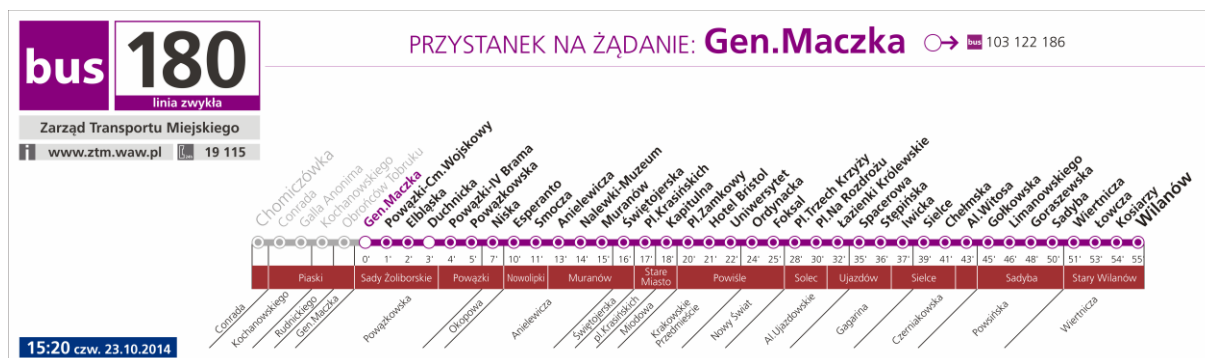 bus 180
linia zwykła
Zarząd Transportu Miejskiego
i www.ztm.waw.pl 19 115
PRZYSTANEK NA ŻĄDANIE: Gen.Maczka bus 103 122 186
Chomiczówka
Conrada
Galla Anonima
Kochanowskiego
Obrońców Tobruku
Gen.Maczka
Powązki-Cm.Wojskowy
Elbląska
Rudnicka
Powązki-IV Brama
Powązkowska
Niska
Esperanto
Smocza
Anielewicza
Nalewki-Muzeum
Muranów
Świętojerska
Pl.Krasińskich
Kapitulna
Pl.Zamkowy
Hotel Bristol
Uniwersytet
Ordynacka
Foksal
Pl.Trzech Krzyży
Pl.Na Rozdrożu
Łazienki Królewskie
Spacerowa
Stępińska
Iwicka
Sielce
Chełmska
Al.Witosa
Gołkowska
Limanowskiego
Goraszewska
Sadyba
Wiertnicza
Łowcza
Kosiarzy
Wilanów
0' 1' 2' 3' 4' 5' 7' 10' 11' 13' 14' 15' 16' 17' 18' 20' 21' 22' 24' 25' 28' 30' 32' 35' 36' 37' 39' 41' 43' 45' 46' 48' 50' 51' 53' 54' 55
Piaski Sady Żoliborskie Powązki Nowolipki Muranów Stare Miasto Powiśle Solec Ujazdów Sielce Sadyba Stary Wilanów
Conrada
Kochanowskiego
Rudnickiego
Gen.Maczka
Powązkowska
Okopowa
Anielewicza
Świętojerska
pl.Krasińskich
Miodowa
Krakowskie Przedmieście
Nowy Świat
Al.Ujazdowskie
Gagarina
Czerniakowska
Powsińska
Wiertnicza
15:20 czw. 23.10.2014